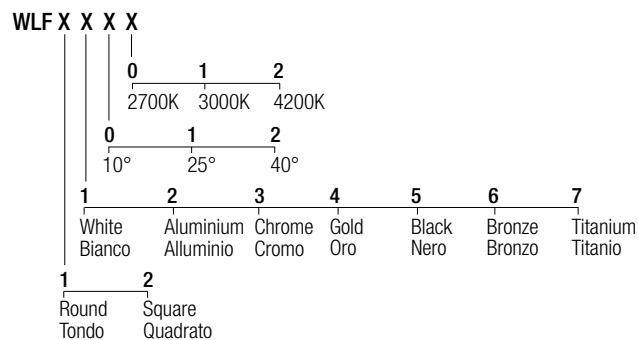 WLF X X X X
0 1 2
2700K 3000K 4200K
0 1 2
10° 25° 40°
1 2 3 4 5 6 7
White Aluminium Chrome Gold Black Bronze Titanium
Bianco Alluminio Cromo Oro Nero Bronzo Titanio
1 2
Round Square
Tondo Quadrato